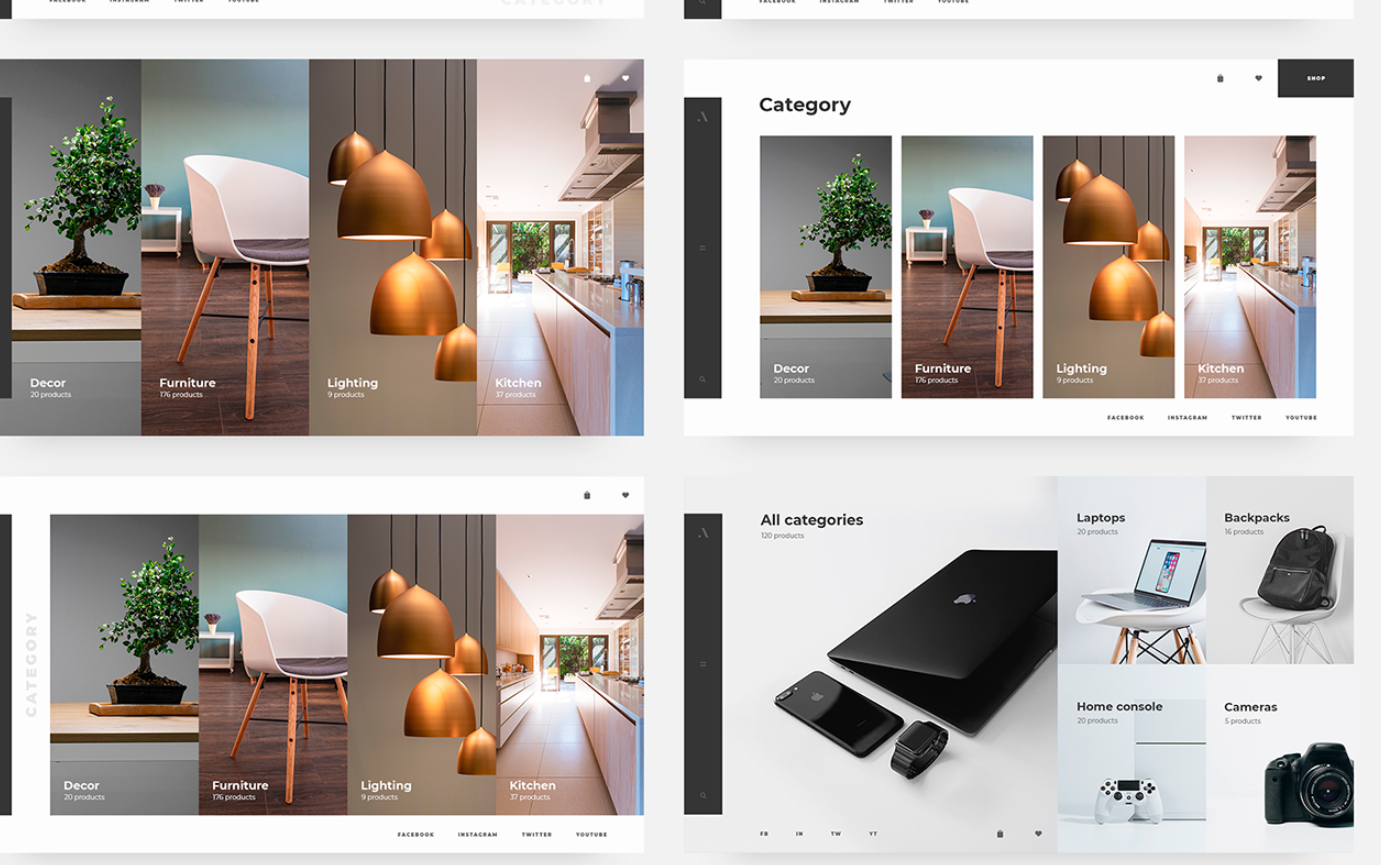 FACEBOOK INSTAGRAM TWITTER YOUTUBE
CATEGORY
FACEBOOK INSTAGRAM TWITTER YOUTUBE
Decor
20 products
Furniture
176 products
Lighting
9 products
Kitchen
37 products
SHOP
Category
Decor
20 products
Furniture
176 products
Lighting
9 products
Kitchen
37 products
FACEBOOK INSTAGRAM TWITTER YOUTUBE
CATEGORY
Decor
20 products
Furniture
176 products
Lighting
9 products
Kitchen
37 products
FACEBOOK INSTAGRAM TWITTER YOUTUBE
All categories
120 products
Laptops
20 products
Backpacks
16 products
Home console
20 products
Cameras
5 products
FB IN TW YT